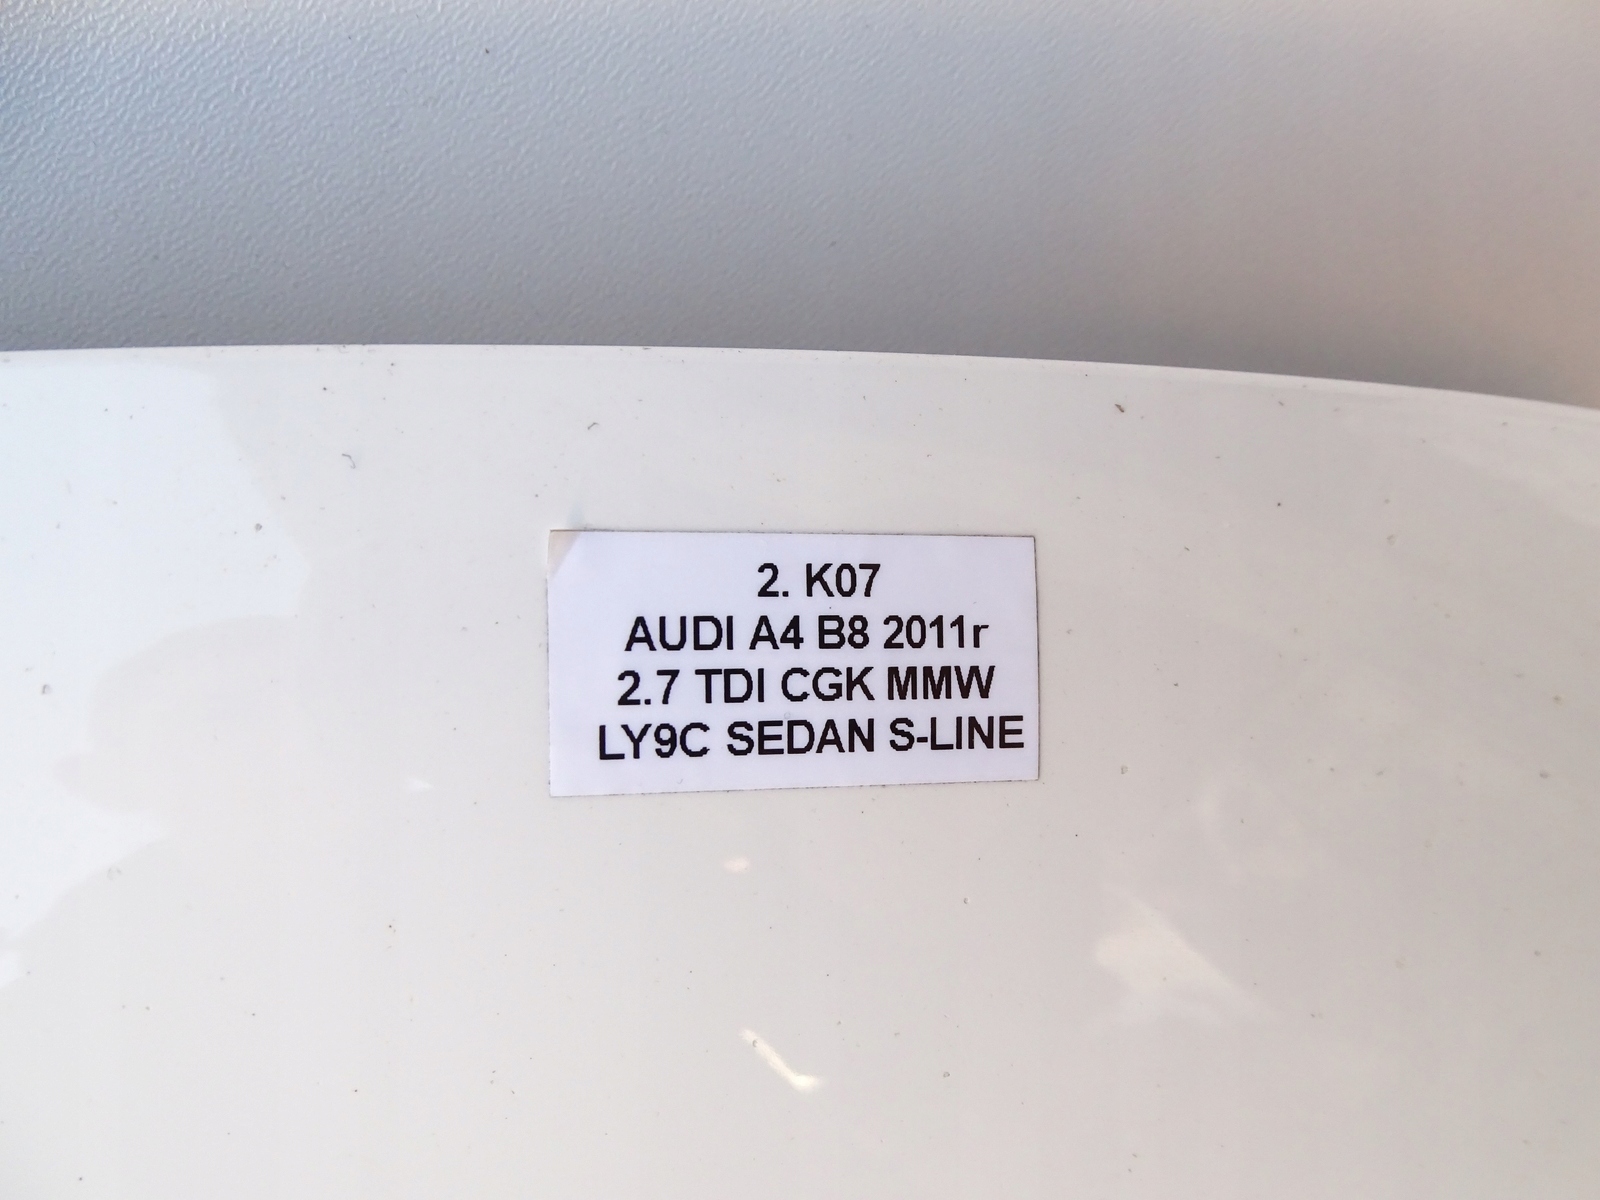 2. K07
AUDI A4 B8 2011r
2.7 TDI CGK MMW
LY9C SEDAN S-LINE